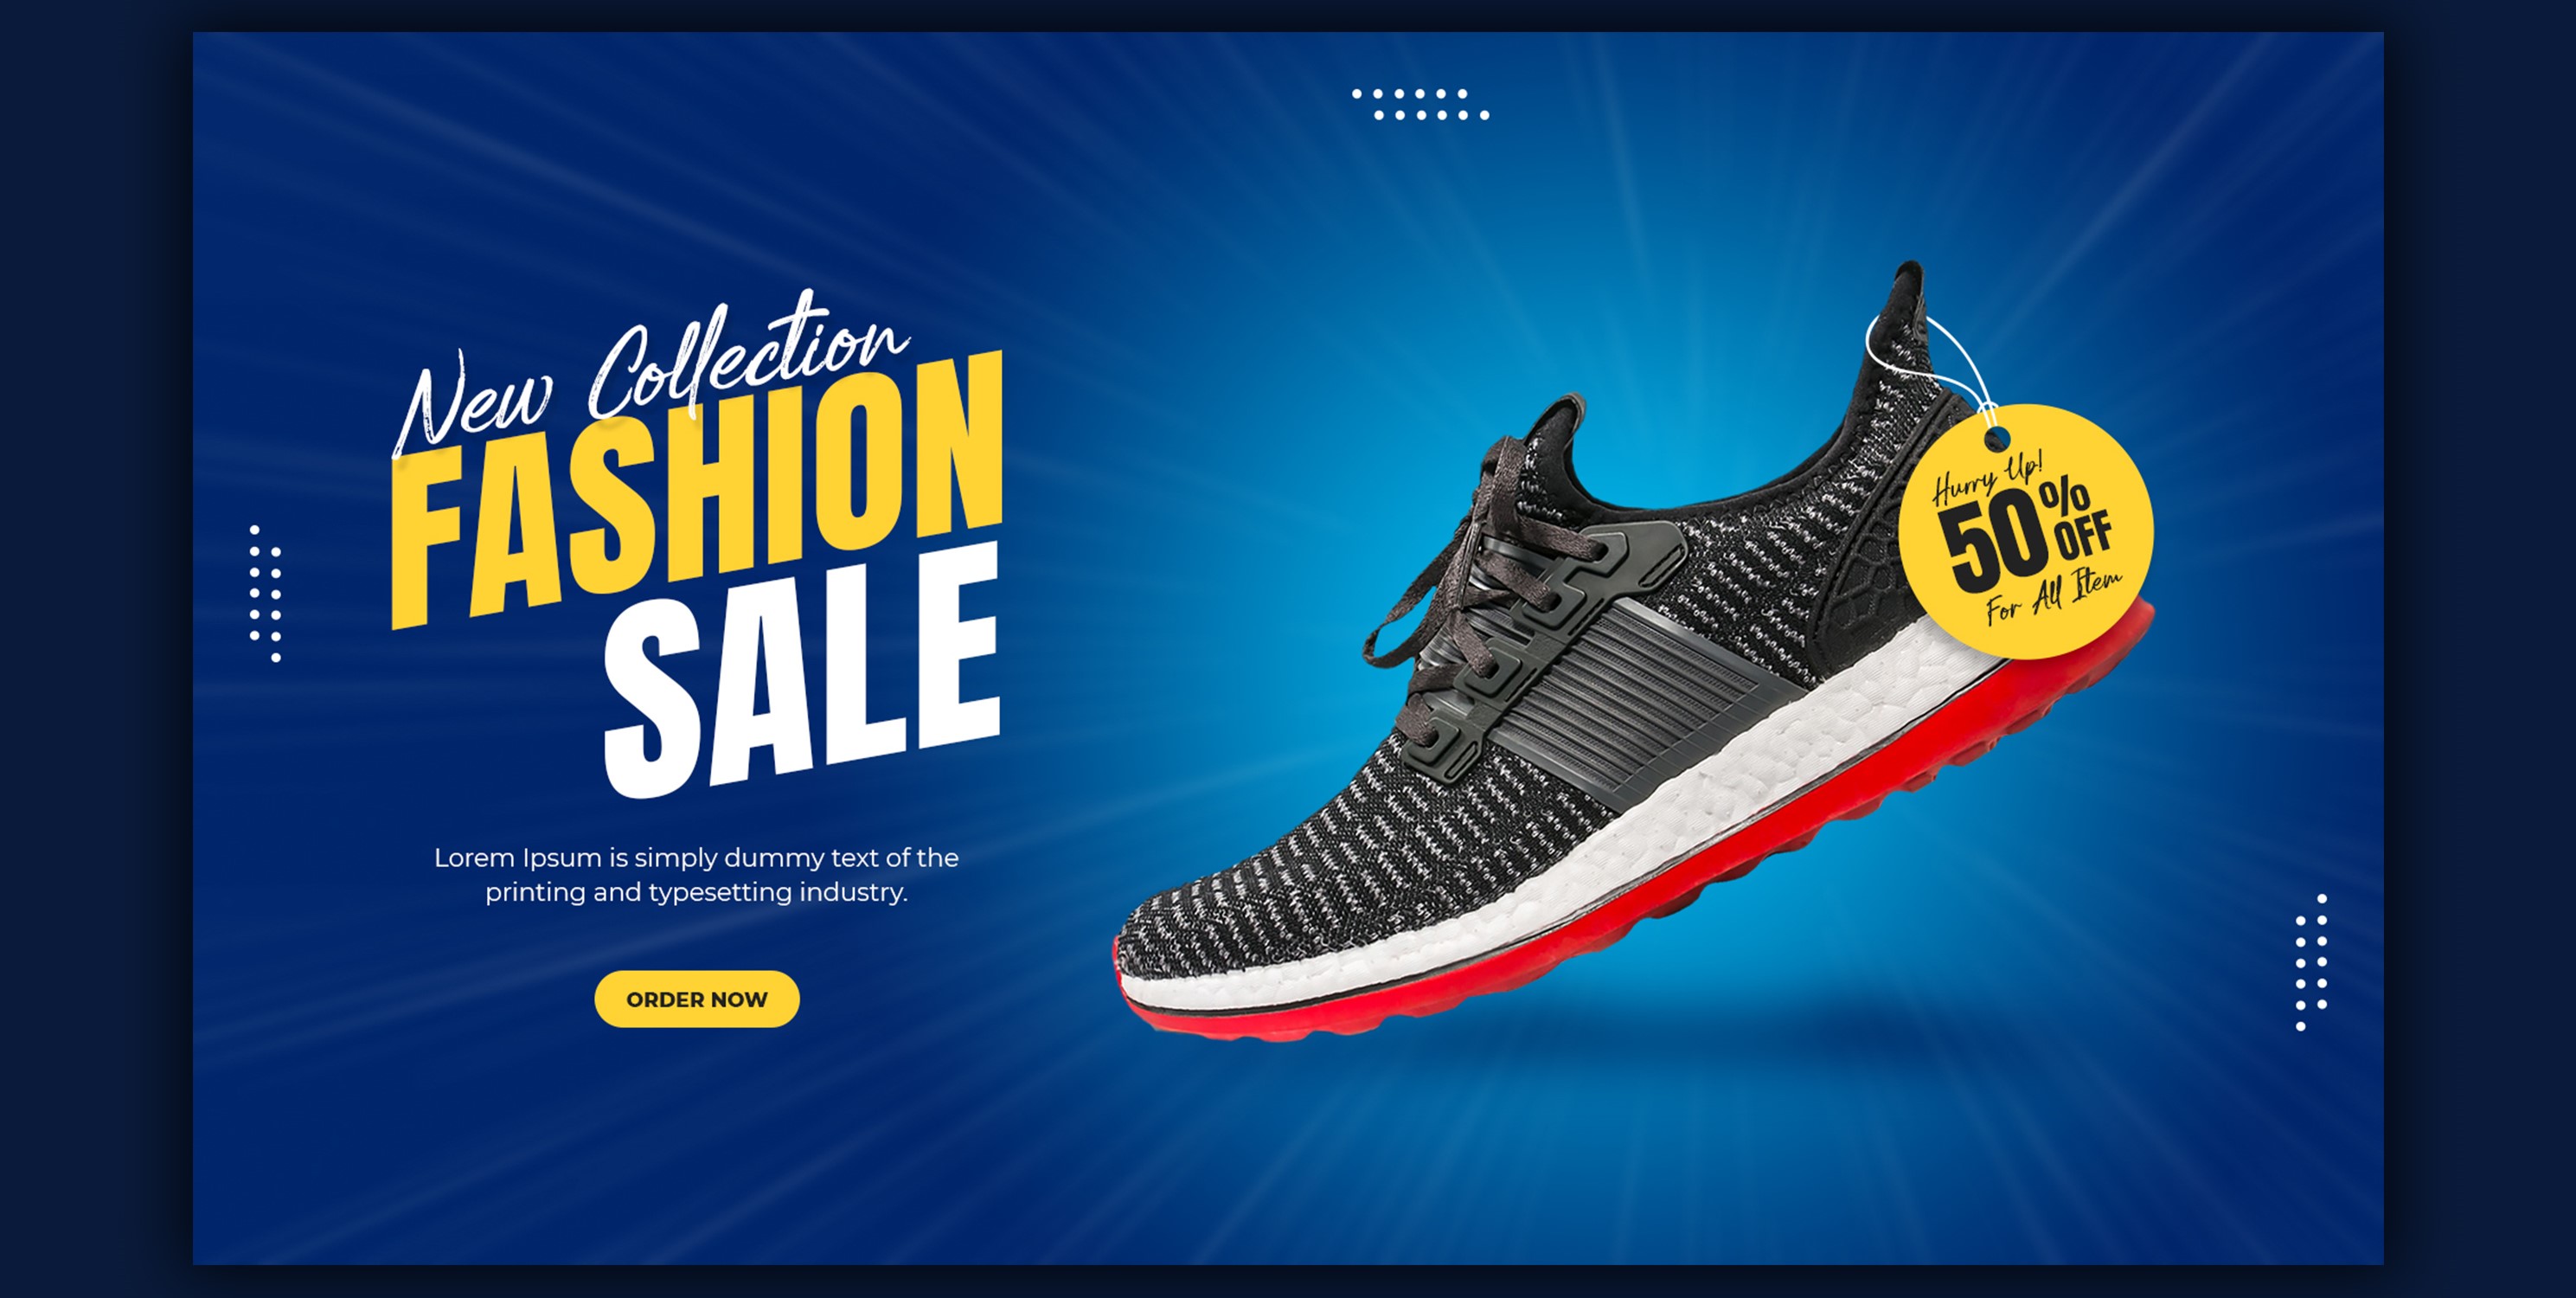 New Collection
FASHION
SALE
Lorem Ipsum is simply dummy text of the
printing and typesetting industry.
ORDER NOW
Hurry Up!
50% OFF
For All Item